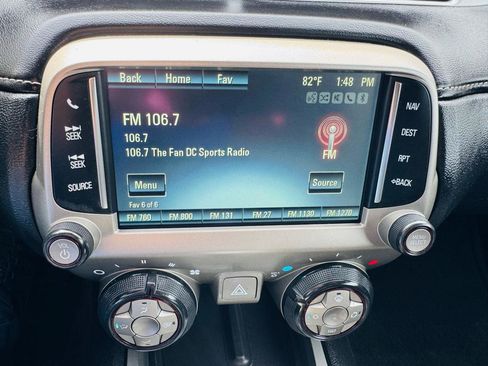 Back Home Fav 82°F 1:48 PM
FM 106.7
106.7
106.7 The Fan DC Sports Radio
FM
Menu
Source
Fav 6 of 6
FM 760 FM 800 FM 131 FM 27 FM 1130 FM 1270
SEEK
SEEK
SOURCE
NAV
DEST
RPT
BACK
VOL